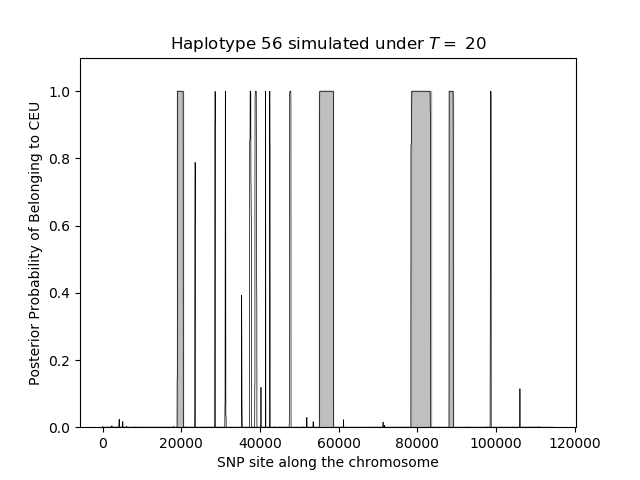 Haplotype 56 simulated under T = 20
Posterior Probability of Belonging to CEU
1.0
0.8
0.6
0.4
0.2
0.0
0 20000 40000 60000 80000 100000 120000
SNP site along the chromosome